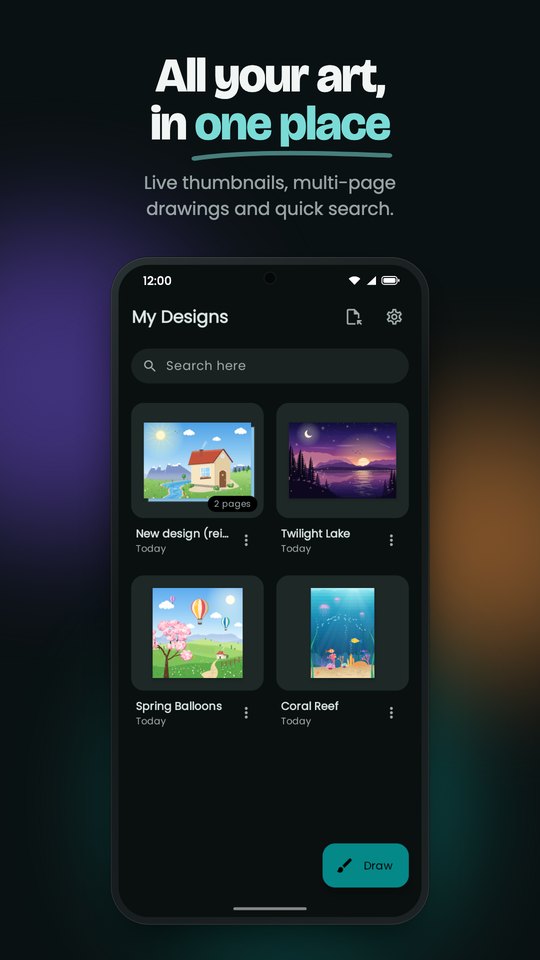 All your art,
in one place
Live thumbnails, multi-page
drawings and quick search.
12:00
My Designs
Search here
2 pages
New design (rei...
Today
Twilight Lake
Today
Spring Balloons
Today
Coral Reef
Today
Draw